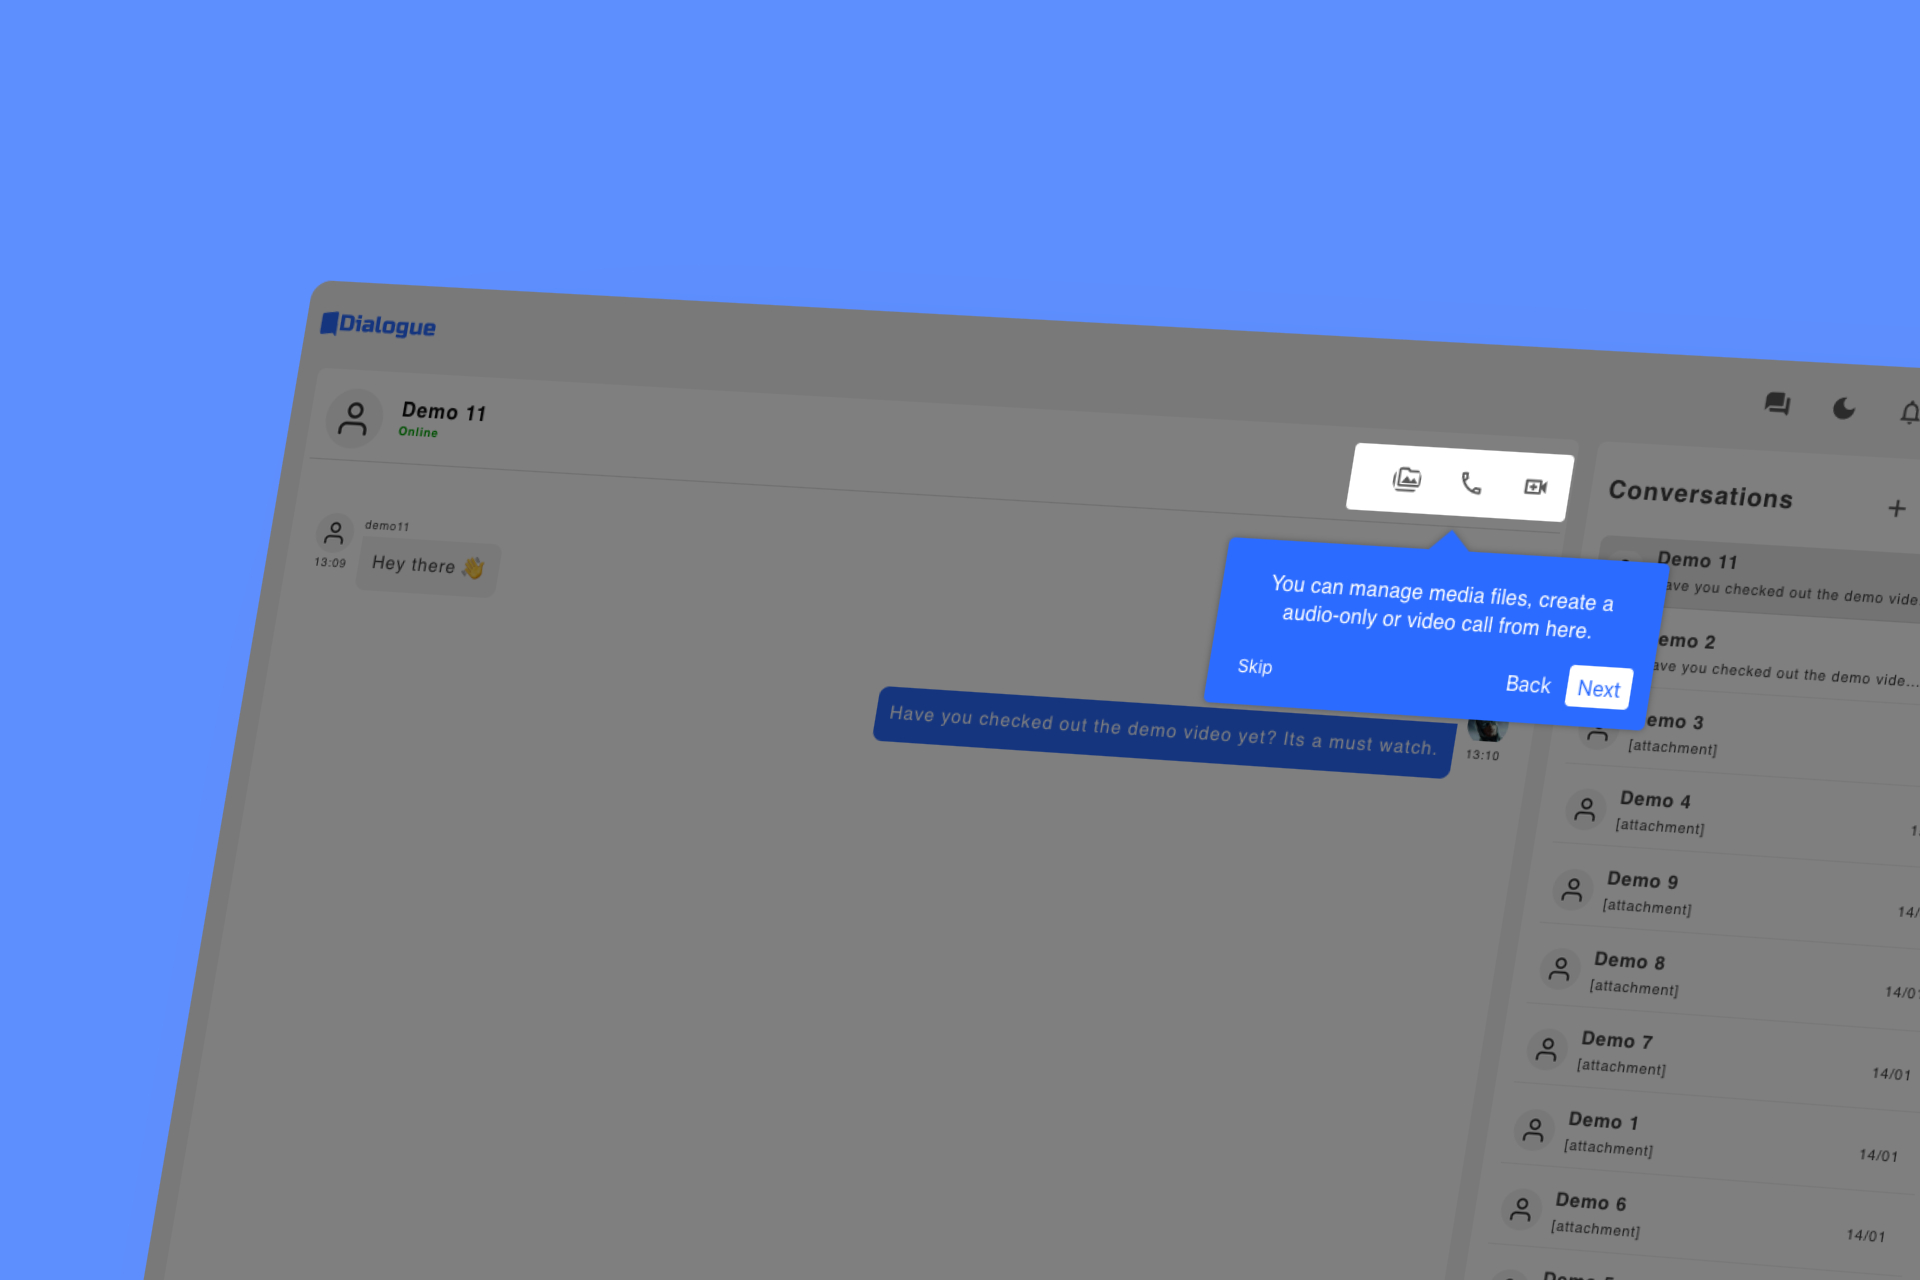 Dialogue
Demo 11
Online
demo11
Hey there 👋
13:09
Have you checked out the demo video yet? Its a must watch.
13:10
You can manage media files, create a
audio-only or video call from here.
Skip
Back
Next
Conversations
Demo 11
ave you checked out the demo vide
emo 2
ave you checked out the demo vide...
emo 3
[attachment]
Demo 4
[attachment]
Demo 9
[attachment]
14/
Demo 8
[attachment]
14/01
Demo 7
[attachment]
14/01
Demo 1
[attachment]
14/01
Demo 6
[attachment]
14/01